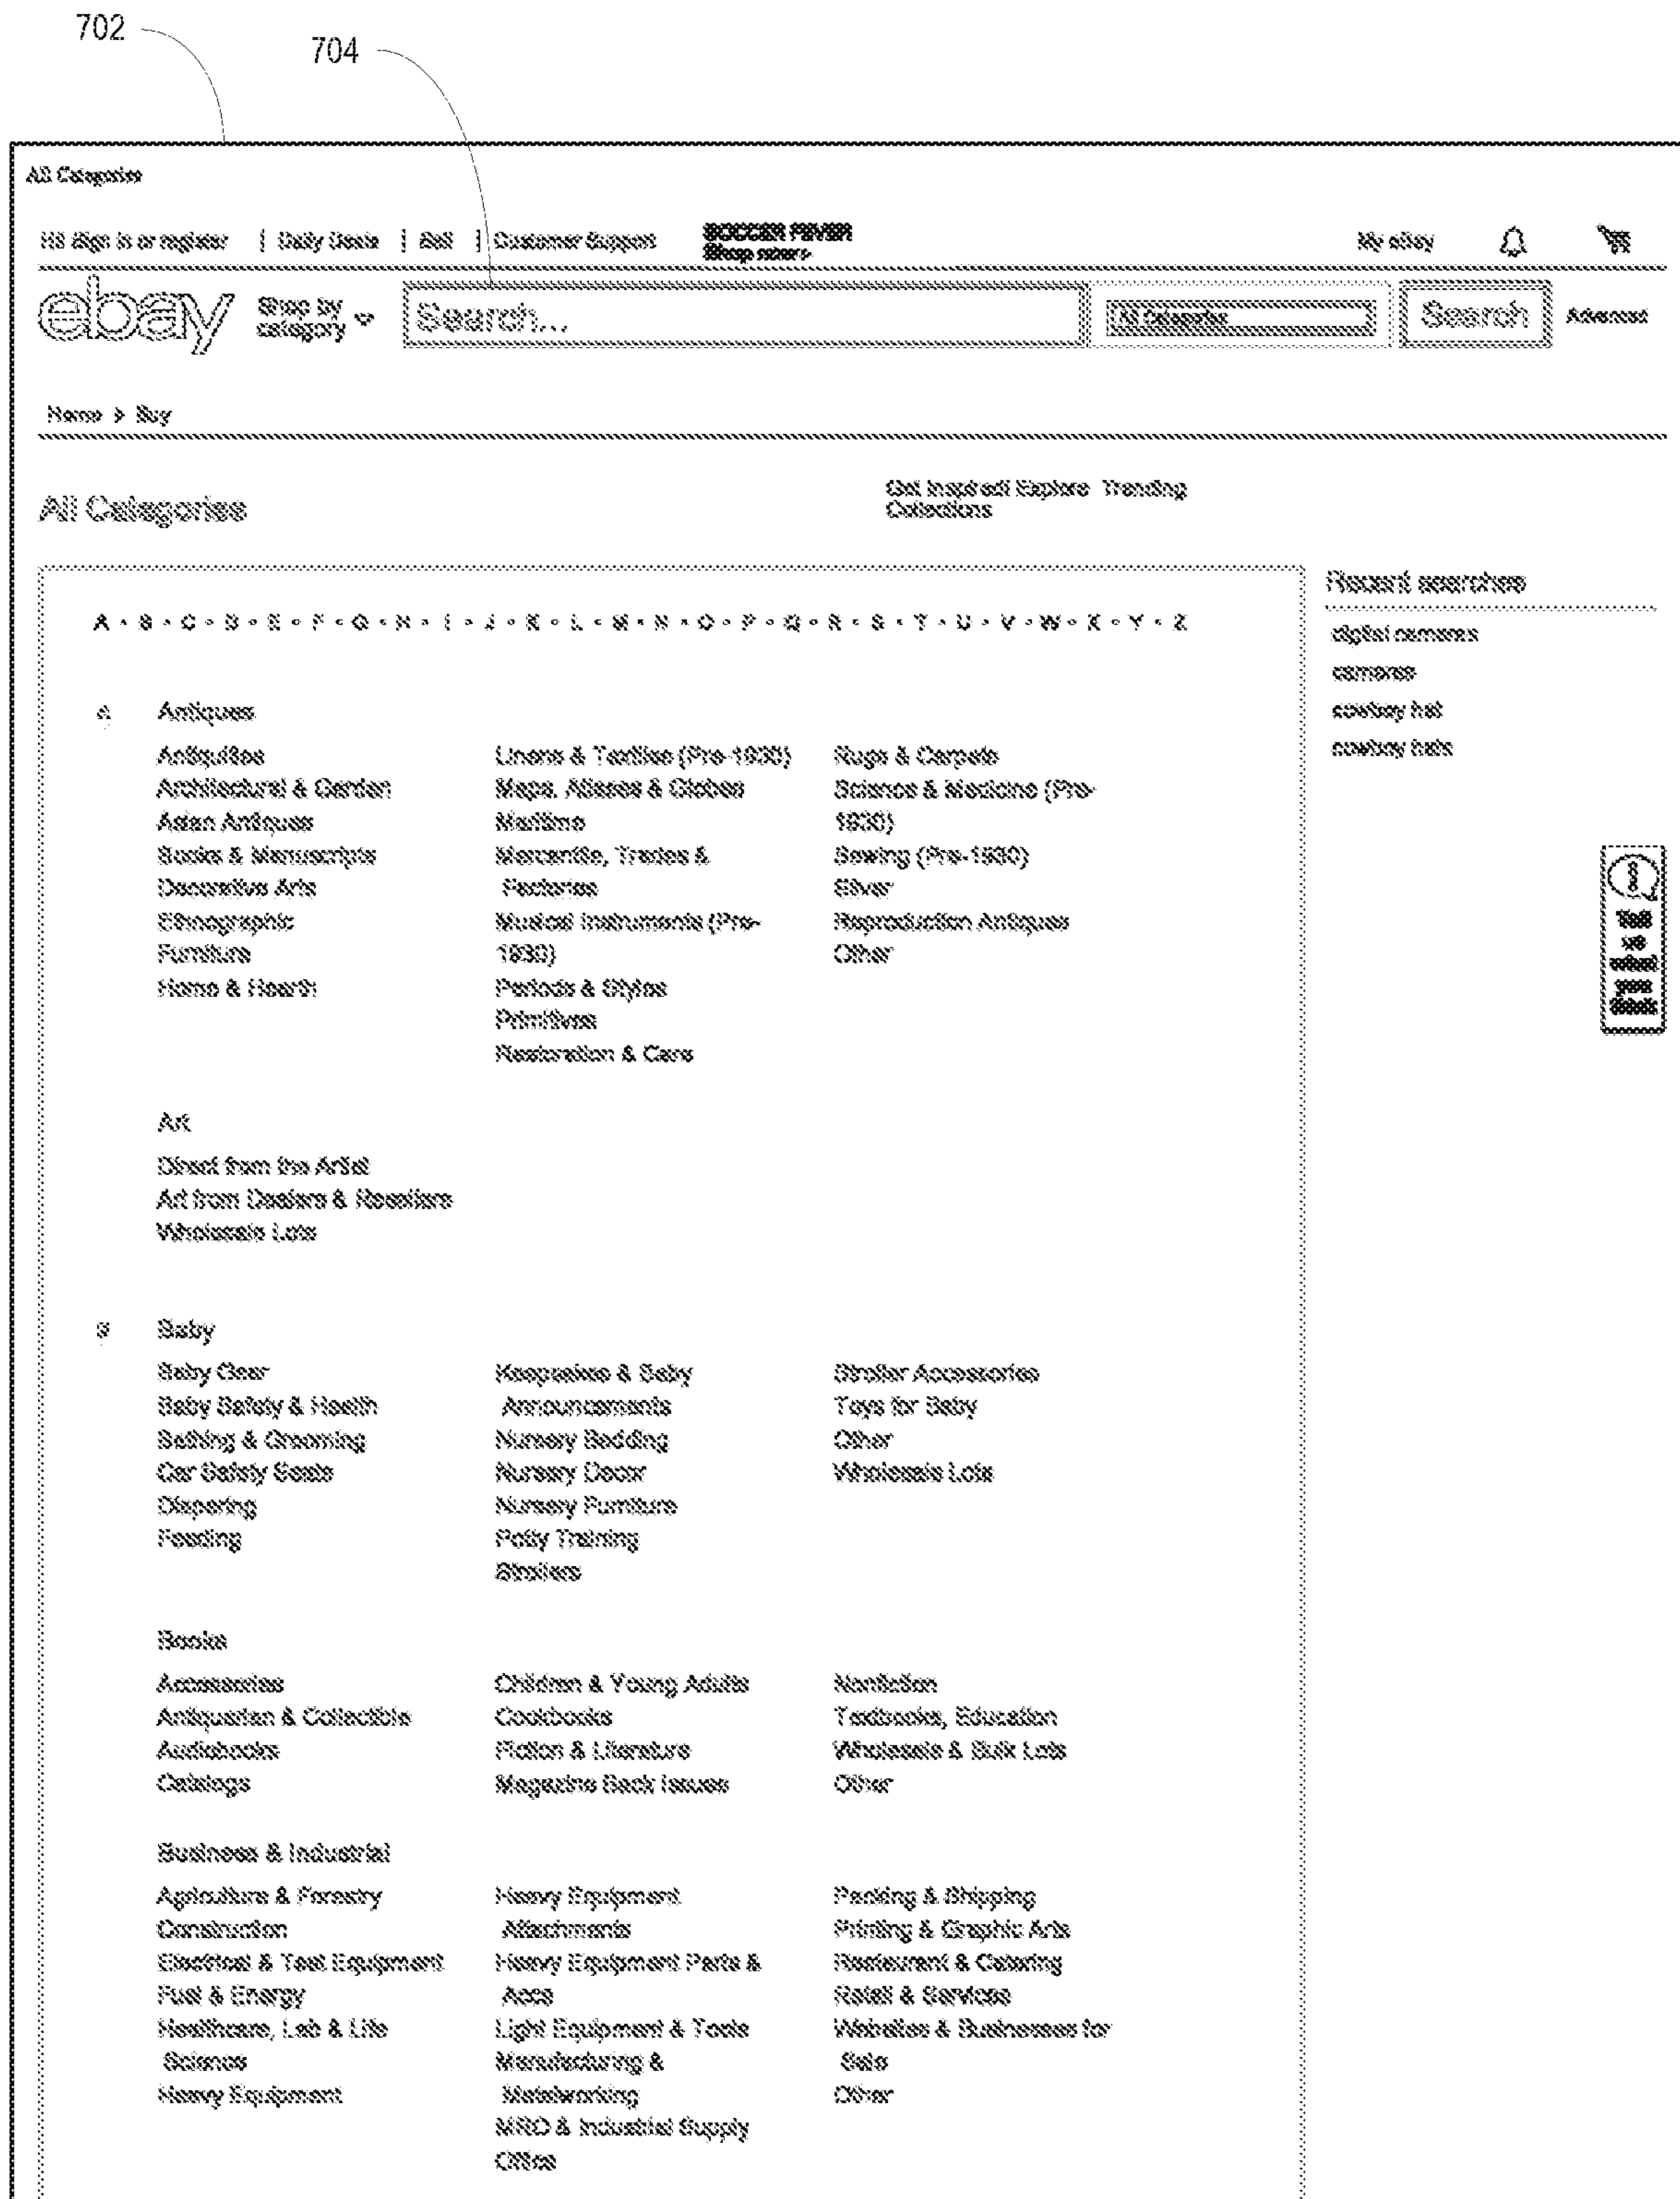 702
704
All Categories
Hi! Sign in or register | Daily Deals | Sell | Customer Support
SOCCER FEVER
Shop now >
My eBay
ebay
Shop by
category
Search...
All Categories
Search
Advanced
Home > Buy
All Categories
Get Inspired! Explore Trending
Collections
A • B • C • D • E • F • G • H • I • J • K • L • M • N • O • P • Q • R • S • T • U • V • W • X • Y • Z
Recent searches
digital cameras
cameras
cowboy hat
cowboy hats
A
Antiques
Antiquities
Architectural & Garden
Asian Antiques
Books & Manuscripts
Decorative Arts
Ethnographic
Furniture
Home & Hearth
Linens & Textiles (Pre-1930)
Maps, Atlases & Globes
Maritime
Mercantile, Trades &
Factories
Musical Instruments (Pre-
1930)
Periods & Styles
Primitives
Restoration & Care
Rugs & Carpets
Science & Medicine (Pre-
1930)
Sewing (Pre-1930)
Silver
Reproduction Antiques
Other
Art
Direct from the Artist
Art from Dealers & Resellers
Wholesale Lots
B
Baby
Baby Gear
Baby Safety & Health
Bathing & Grooming
Car Safety Seats
Diapering
Feeding
Keepsakes & Baby
Announcements
Nursery Bedding
Nursery Decor
Nursery Furniture
Potty Training
Strollers
Stroller Accessories
Toys for Baby
Other
Wholesale Lots
Books
Accessories
Antiquarian & Collectible
Audiobooks
Catalogs
Children & Young Adults
Cookbooks
Fiction & Literature
Magazine Back Issues
Nonfiction
Textbooks, Education
Wholesale & Bulk Lots
Other
Business & Industrial
Agriculture & Forestry
Construction
Electrical & Test Equipment
Fuel & Energy
Healthcare, Lab & Life
Science
Heavy Equipment
Heavy Equipment
Attachments
Heavy Equipment Parts &
Accs
Light Equipment & Tools
Manufacturing &
Metalworking
MRO & Industrial Supply
Office
Packing & Shipping
Printing & Graphic Arts
Restaurant & Catering
Retail & Services
Websites & Businesses for
Sale
Other